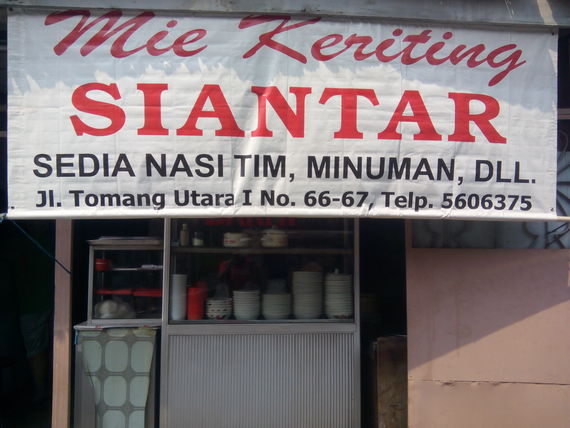 Mie Keriting
SIANTAR
SEDIA NASI TIM, MINUMAN, DLL.
Jl. Tomang Utara I No. 66-67, Telp. 5606375